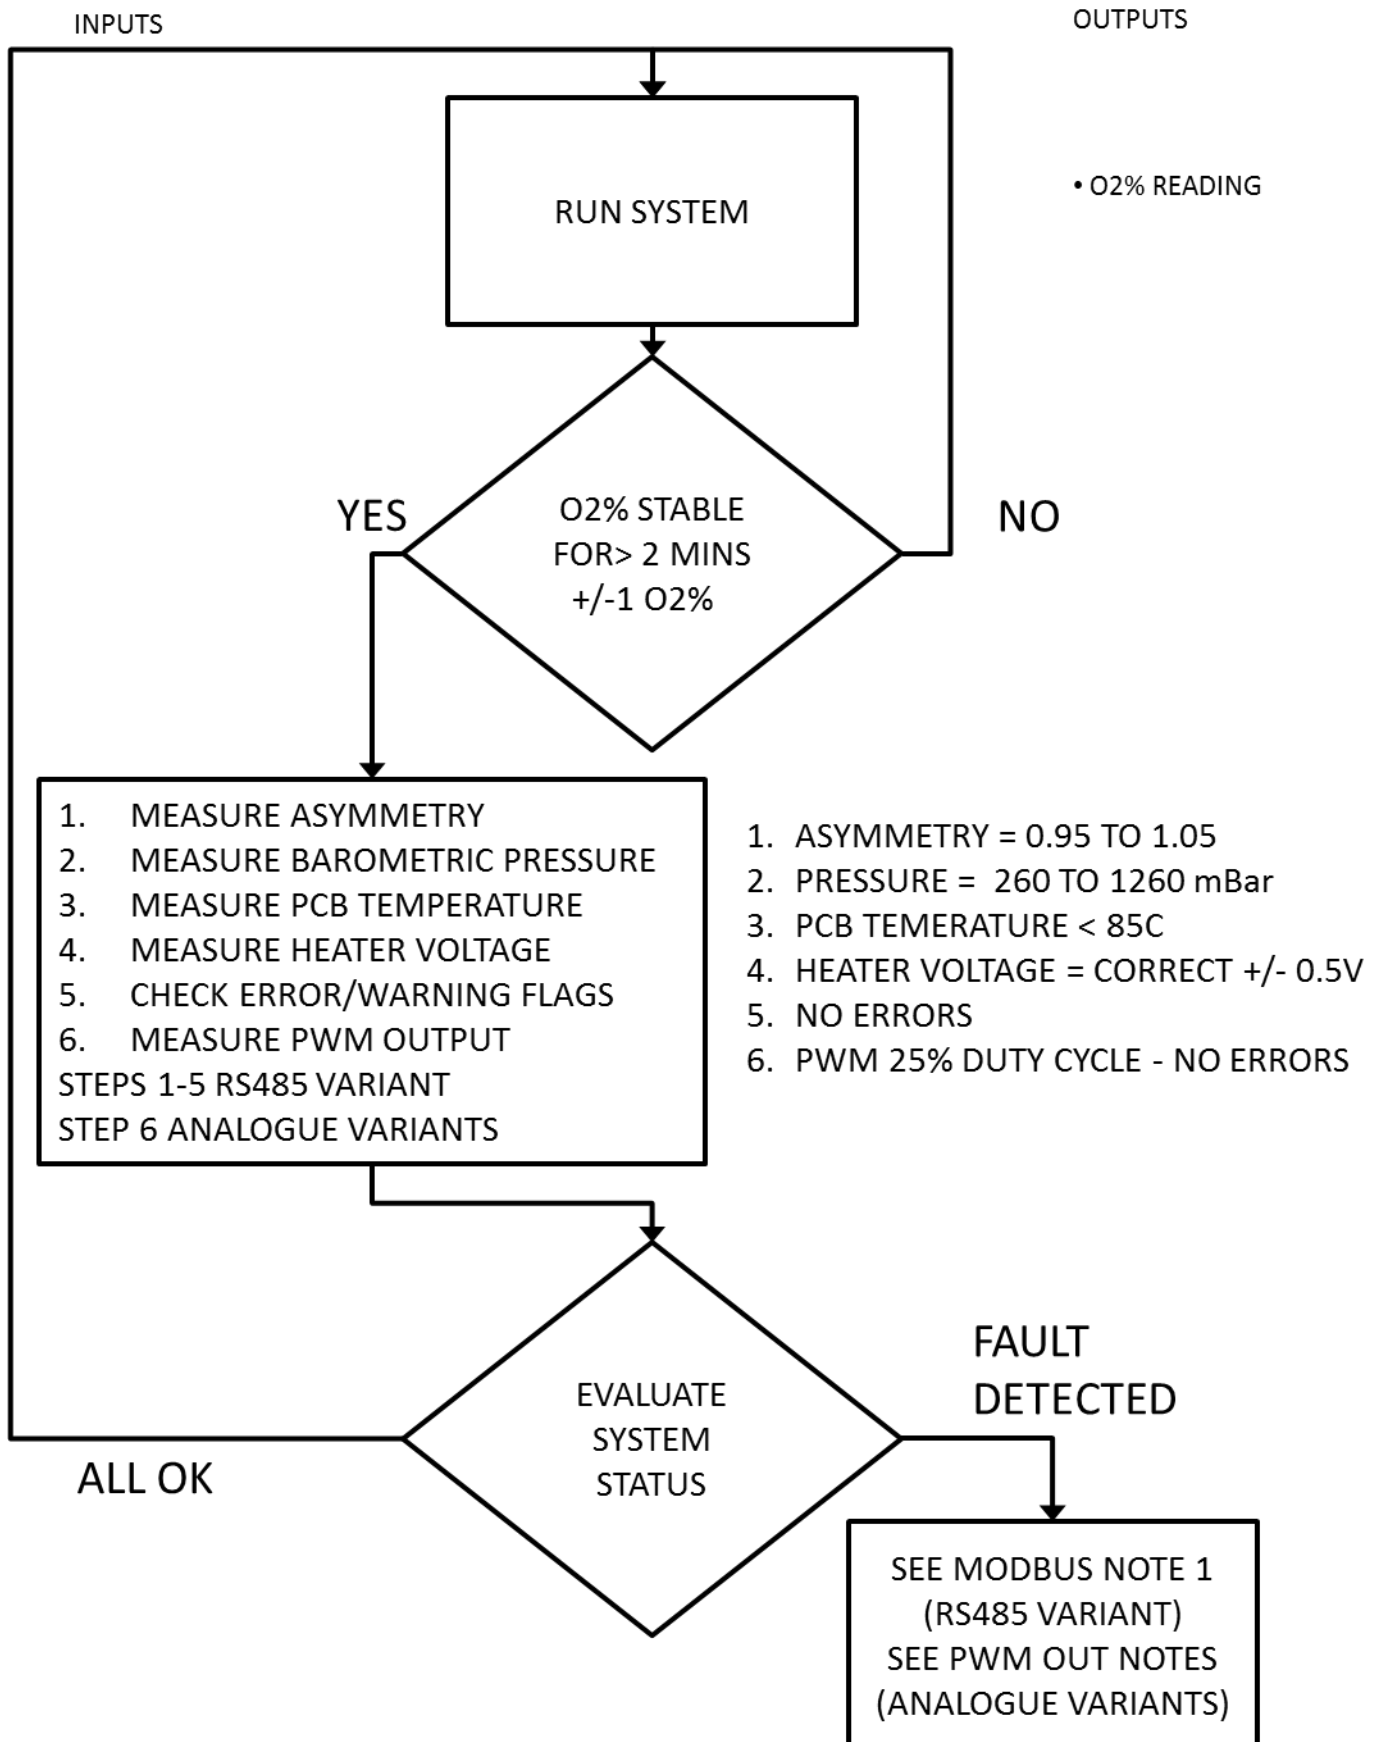 INPUTS
OUTPUTS
RUN SYSTEM
• O2% READING
YES
O2% STABLE
FOR> 2 MINS
+/-1 O2%
NO
1. MEASURE ASYMMETRY
2. MEASURE BAROMETRIC PRESSURE
3. MEASURE PCB TEMPERATURE
4. MEASURE HEATER VOLTAGE
5. CHECK ERROR/WARNING FLAGS
6. MEASURE PWM OUTPUT
STEPS 1-5 RS485 VARIANT
STEP 6 ANALOGUE VARIANTS
1. ASYMMETRY = 0.95 TO 1.05
2. PRESSURE = 260 TO 1260 mBar
3. PCB TEMERATURE < 85C
4. HEATER VOLTAGE = CORRECT +/- 0.5V
5. NO ERRORS
6. PWM 25% DUTY CYCLE - NO ERRORS
EVALUATE
SYSTEM
STATUS
FAULT
DETECTED
ALL OK
SEE MODBUS NOTE 1
(RS485 VARIANT)
SEE PWM OUT NOTES
(ANALOGUE VARIANTS)